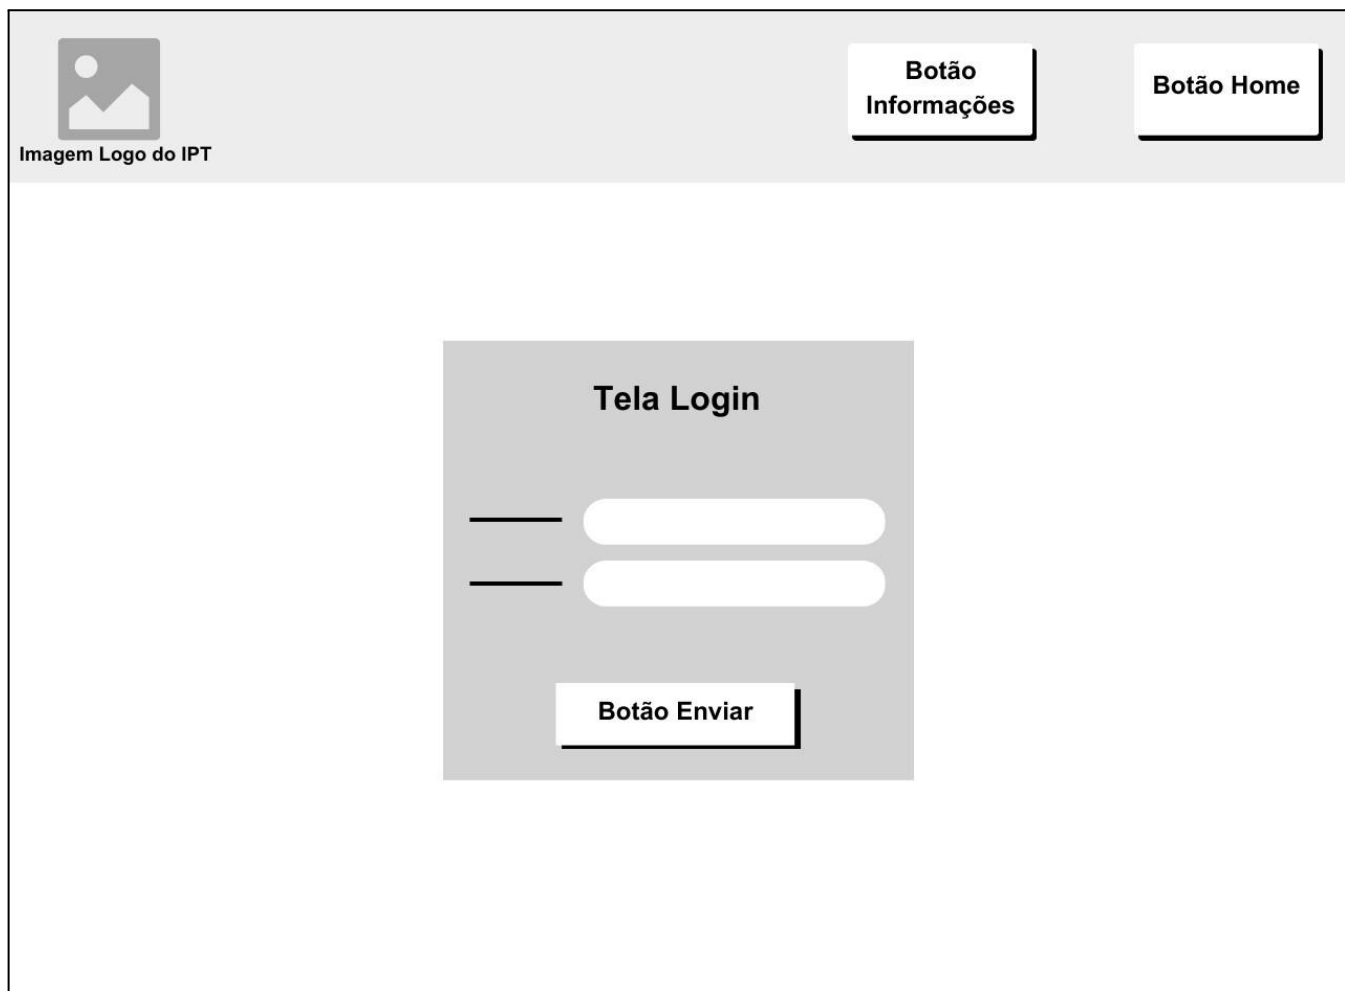 Botão
Informações
Botão Home
Imagem Logo do IPT
Tela Login
Botão Enviar